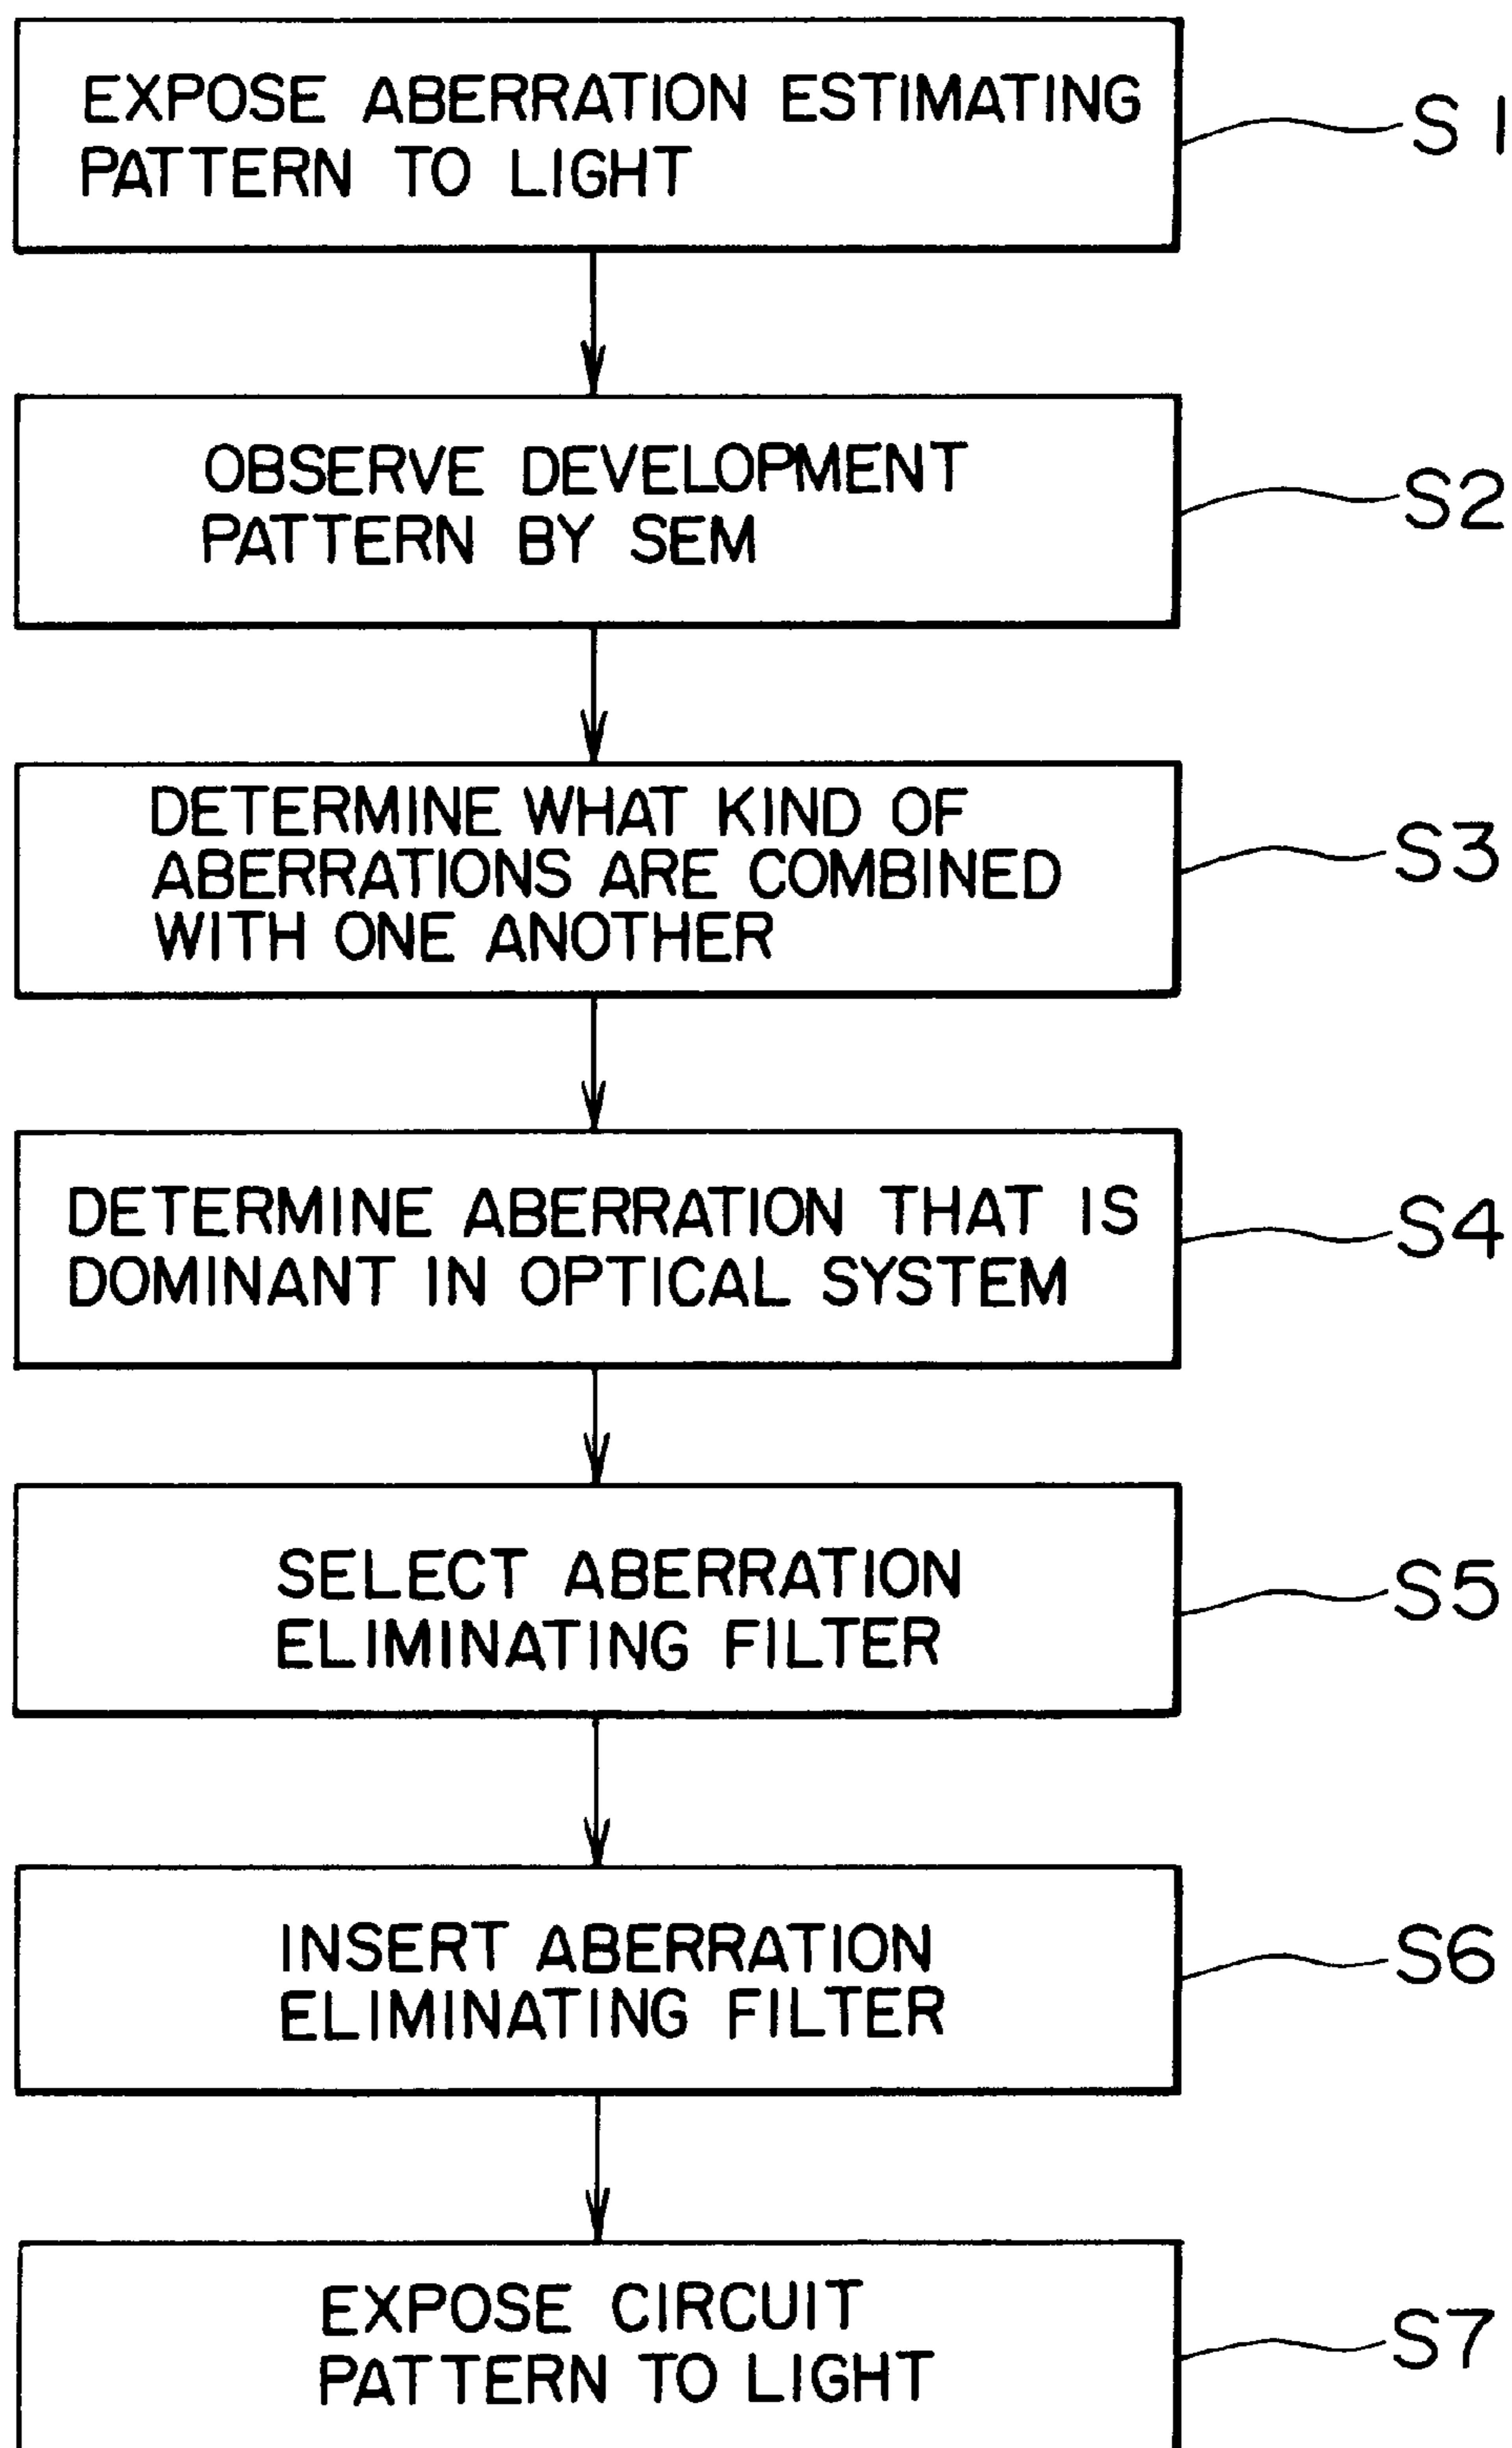 EXPOSE ABERRATION ESTIMATING
PATTERN TO LIGHT
S1
OBSERVE DEVELOPMENT
PATTERN BY SEM
S2
DETERMINE WHAT KIND OF
ABERRATIONS ARE COMBINED
WITH ONE ANOTHER
S3
DETERMINE ABERRATION THAT IS
DOMINANT IN OPTICAL SYSTEM
S4
SELECT ABERRATION
ELIMINATING FILTER
S5
INSERT ABERRATION
ELIMINATING FILTER
S6
EXPOSE CIRCUIT
PATTERN TO LIGHT
S7